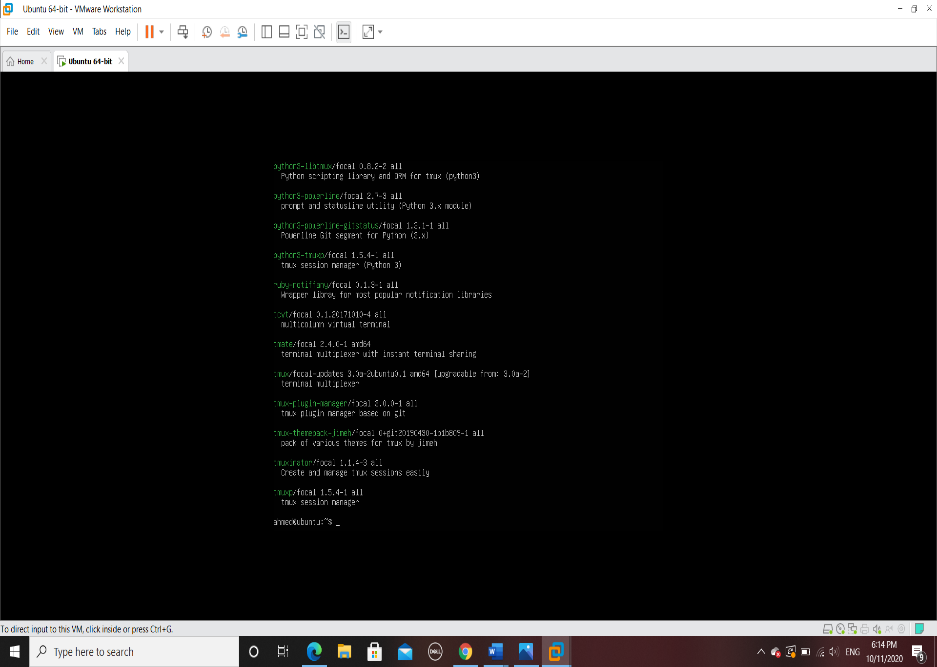 Ubuntu 64-bit - VMware Workstation
File Edit View VM Tabs Help
Home Ubuntu 64-bit
python3-libtmux/focal 0.8.2-2 all
Python scripting library and ORM for tmux (python3)
python3-powerline/focal 2.7-3 all
prompt and statusline utility (Python 3.x module)
python3-powerline-gitstatus/focal 1.3.1-1 all
Powerline Git segment for Python (3.x)
python3-tmuxp/focal 1.5.4-1 all
tmux session manager (Python 3)
ruby-notiffany/focal 0.1.3-1 all
Wrapper libray for most popular notification libraries
tcvt/focal 0.1.20171010-4 all
multicolumn virtual terminal
tmate/focal 2.4.0-1 amd64
terminal multiplexer with instant terminal sharing
tmux/focal-updates 3.0a-2ubuntu0.1 amd64 [upgradable from: 3.0a-2]
terminal multiplexer
tmux-plugin-manager/focal 3.0.0-1 all
tmux plugin manager based on git
tmux-themepack-jimeh/focal 0+git20190430-1b1b809-1 all
pack of various themes for tmux by jimeh
tmuxinator/focal 1.1.4-3 all
Create and manage tmux sessions easily
tmuxp/focal 1.5.4-1 all
tmux session manager
ahmed@ubuntu:~$ _
To direct input to this VM, click inside or press Ctrl+G.
Type here to search
DELL
W
ENG
6:14 PM
10/11/2020
9